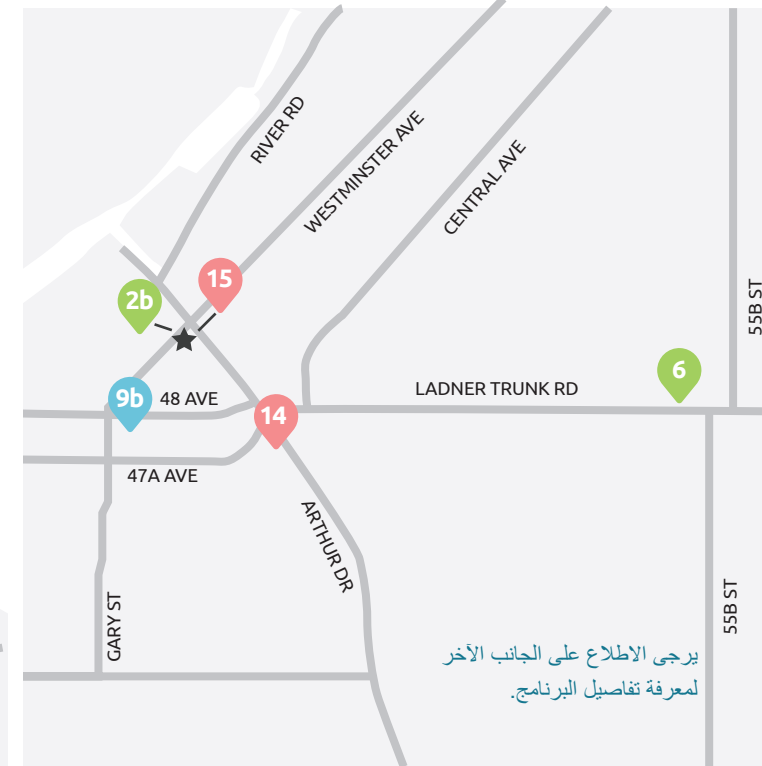 RIVER RD
WESTMINSTER AVE
CENTRAL AVE
55B ST
15
2b
6
9b
48 AVE
14
LADNER TRUNK RD
47A AVE
ARTHUR DR
GARY ST
55B ST
يرجى الاطلاع على الجانب الآخر
لمعرفة تفاصيل البرنامج.